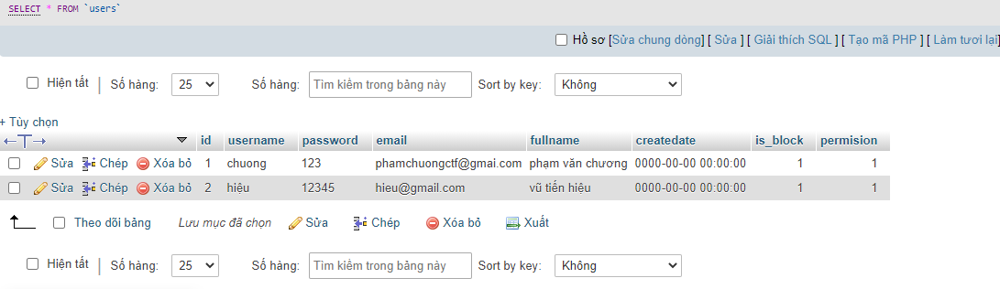 SELECT * FROM `users`
Hồ sơ [Sửa chung dòng] [ Sửa ] [ Giải thích SQL ] [ Tạo mã PHP ] [ Làm tươi lại]
Hiện tất | Số hàng: 25 Số hàng: Tìm kiếm trong bảng này Sort by key: Không
+ Tùy chọn
←T→ id username password email fullname createdate is_block permision
Sửa Chép Xóa bỏ 1 chuong 123 phamchuongctf@gmai.com phạm văn chương 0000-00-00 00:00:00 1 1
Sửa Chép Xóa bỏ 2 hiệu 12345 hieu@gmail.com vũ tiến hiệu 0000-00-00 00:00:00 1 1
Theo dõi bảng Lưu mục đã chọn Sửa Chép Xóa bỏ Xuất
Hiện tất | Số hàng: 25 Số hàng: Tìm kiếm trong bảng này Sort by key: Không